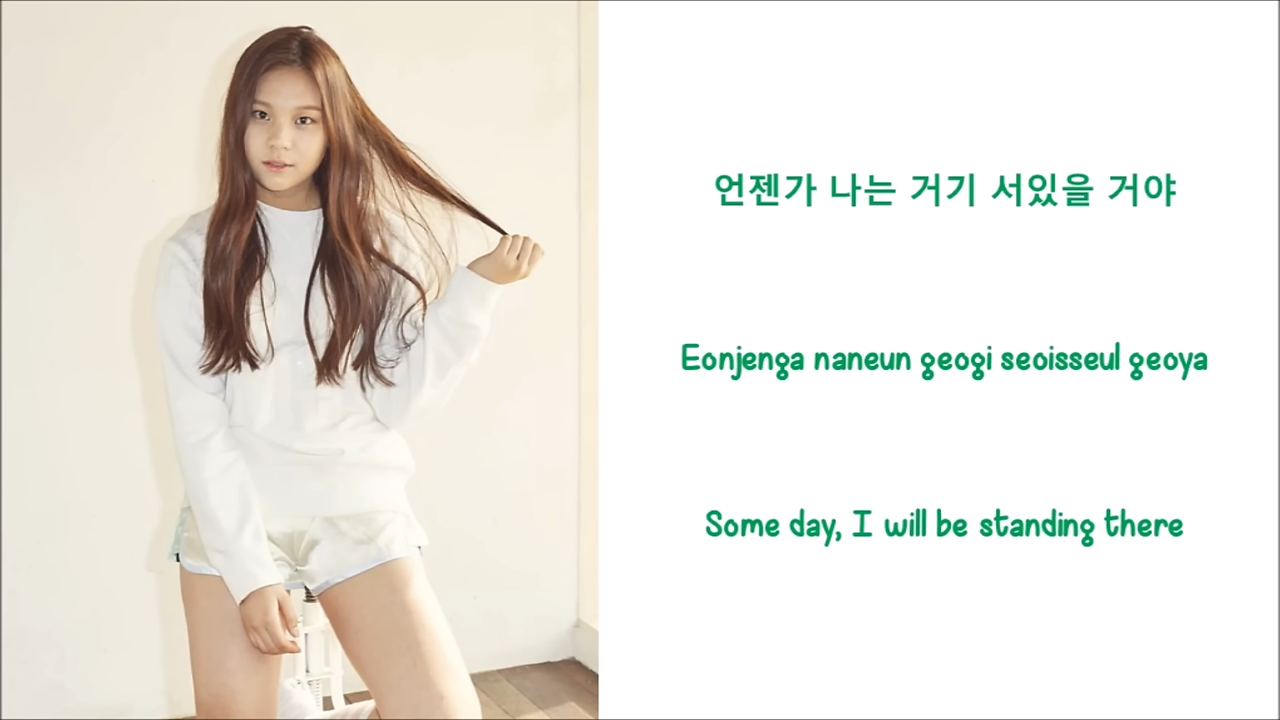 언젠가 나는 거기 서있을 거야
Eonjenga naneun geogi seoisseul geoya
Some day, I will be standing there